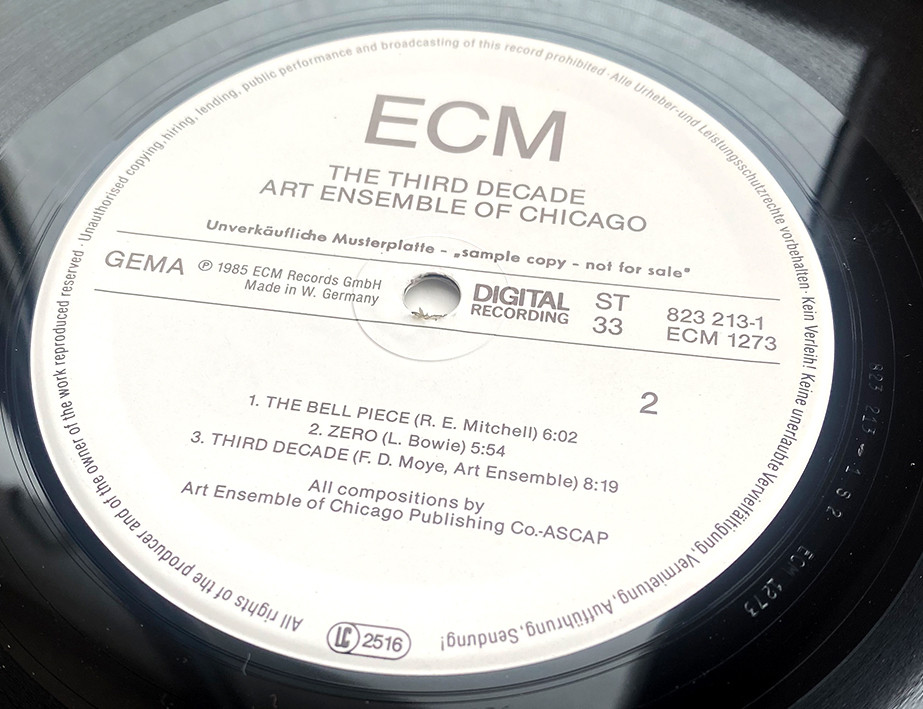 ECM
THE THIRD DECADE
ART ENSEMBLE OF CHICAGO
Unverkäufliche Musterplatte - „sample copy - not for sale"
GEMA
℗ 1985 ECM Records GmbH
Made in W. Germany
DIGITAL
RECORDING
ST
33
823 213-1
ECM 1273
2
1. THE BELL PIECE (R. E. Mitchell) 6:02
2. ZERO (L. Bowie) 5:54
3. THIRD DECADE (F. D. Moye, Art Ensemble) 8:19
All compositions by
Art Ensemble of Chicago Publishing Co.-ASCAP
All rights of the producer and of the owner of the work reproduced reserved · Unauthorised copying, hiring, lending, public performance and broadcasting of this record prohibited · Alle Urheber- und Leistungsschutzrechte vorbehalten · Kein Verleih! Keine unerlaubte Vervielfältigung, Vermietung, Aufführung, Sendung!
LC 2516
823 213-1 S 2 ECM 1273